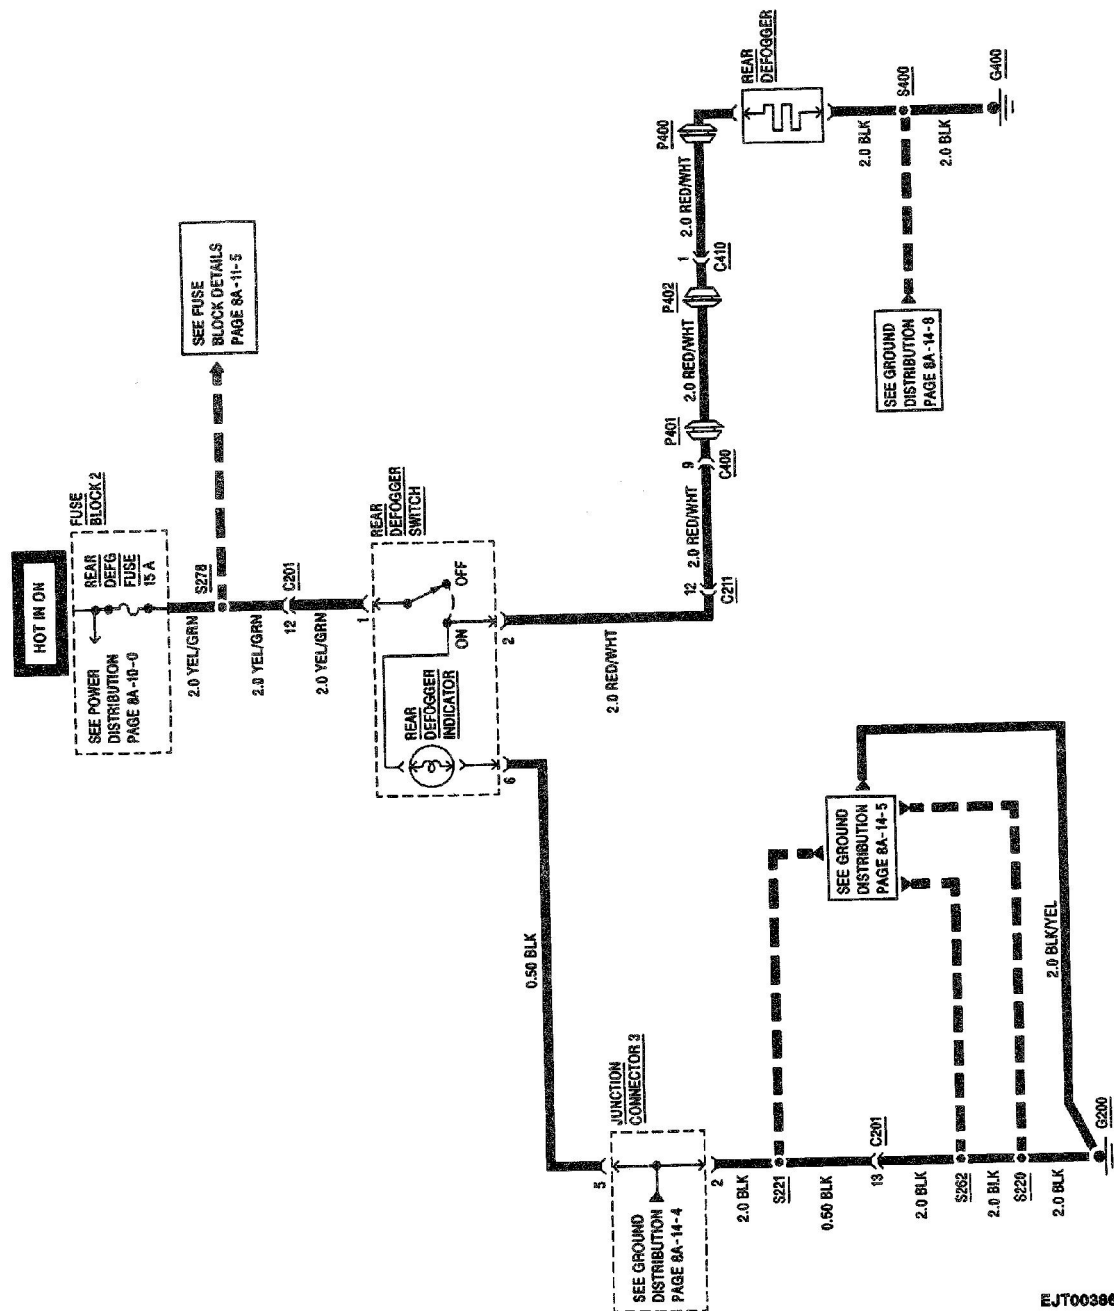 HOT IN ON
FUSE
BLOCK 2
REAR
DEFG
FUSE
15 A
SEE POWER
DISTRIBUTION
PAGE 8A-10-0
2.0 YEL/GRN
S278
SEE FUSE
BLOCK DETAILS
PAGE 8A-11-5
2.0 YEL/GRN
12
C201
2.0 YEL/GRN
1
REAR
DEFOGGER
SWITCH
OFF
ON
REAR
DEFOGGER
INDICATOR
6
2
2.0 RED/WHT
12
C211
2.0 RED/WHT
9
C400
P401
2.0 RED/WHT
P402
1
C410
2.0 RED/WHT
P400
REAR
DEFOGGER
2.0 BLK
S400
2.0 BLK
G400
SEE GROUND
DISTRIBUTION
PAGE 8A-14-8
0.50 BLK
JUNCTION
CONNECTOR 3
5
SEE GROUND
DISTRIBUTION
PAGE 8A-14-4
2
2.0 BLK
S221
0.50 BLK
13
C201
2.0 BLK
S262
2.0 BLK
S220
2.0 BLK
G200
SEE GROUND
DISTRIBUTION
PAGE 8A-14-5
2.0 BLK/YEL